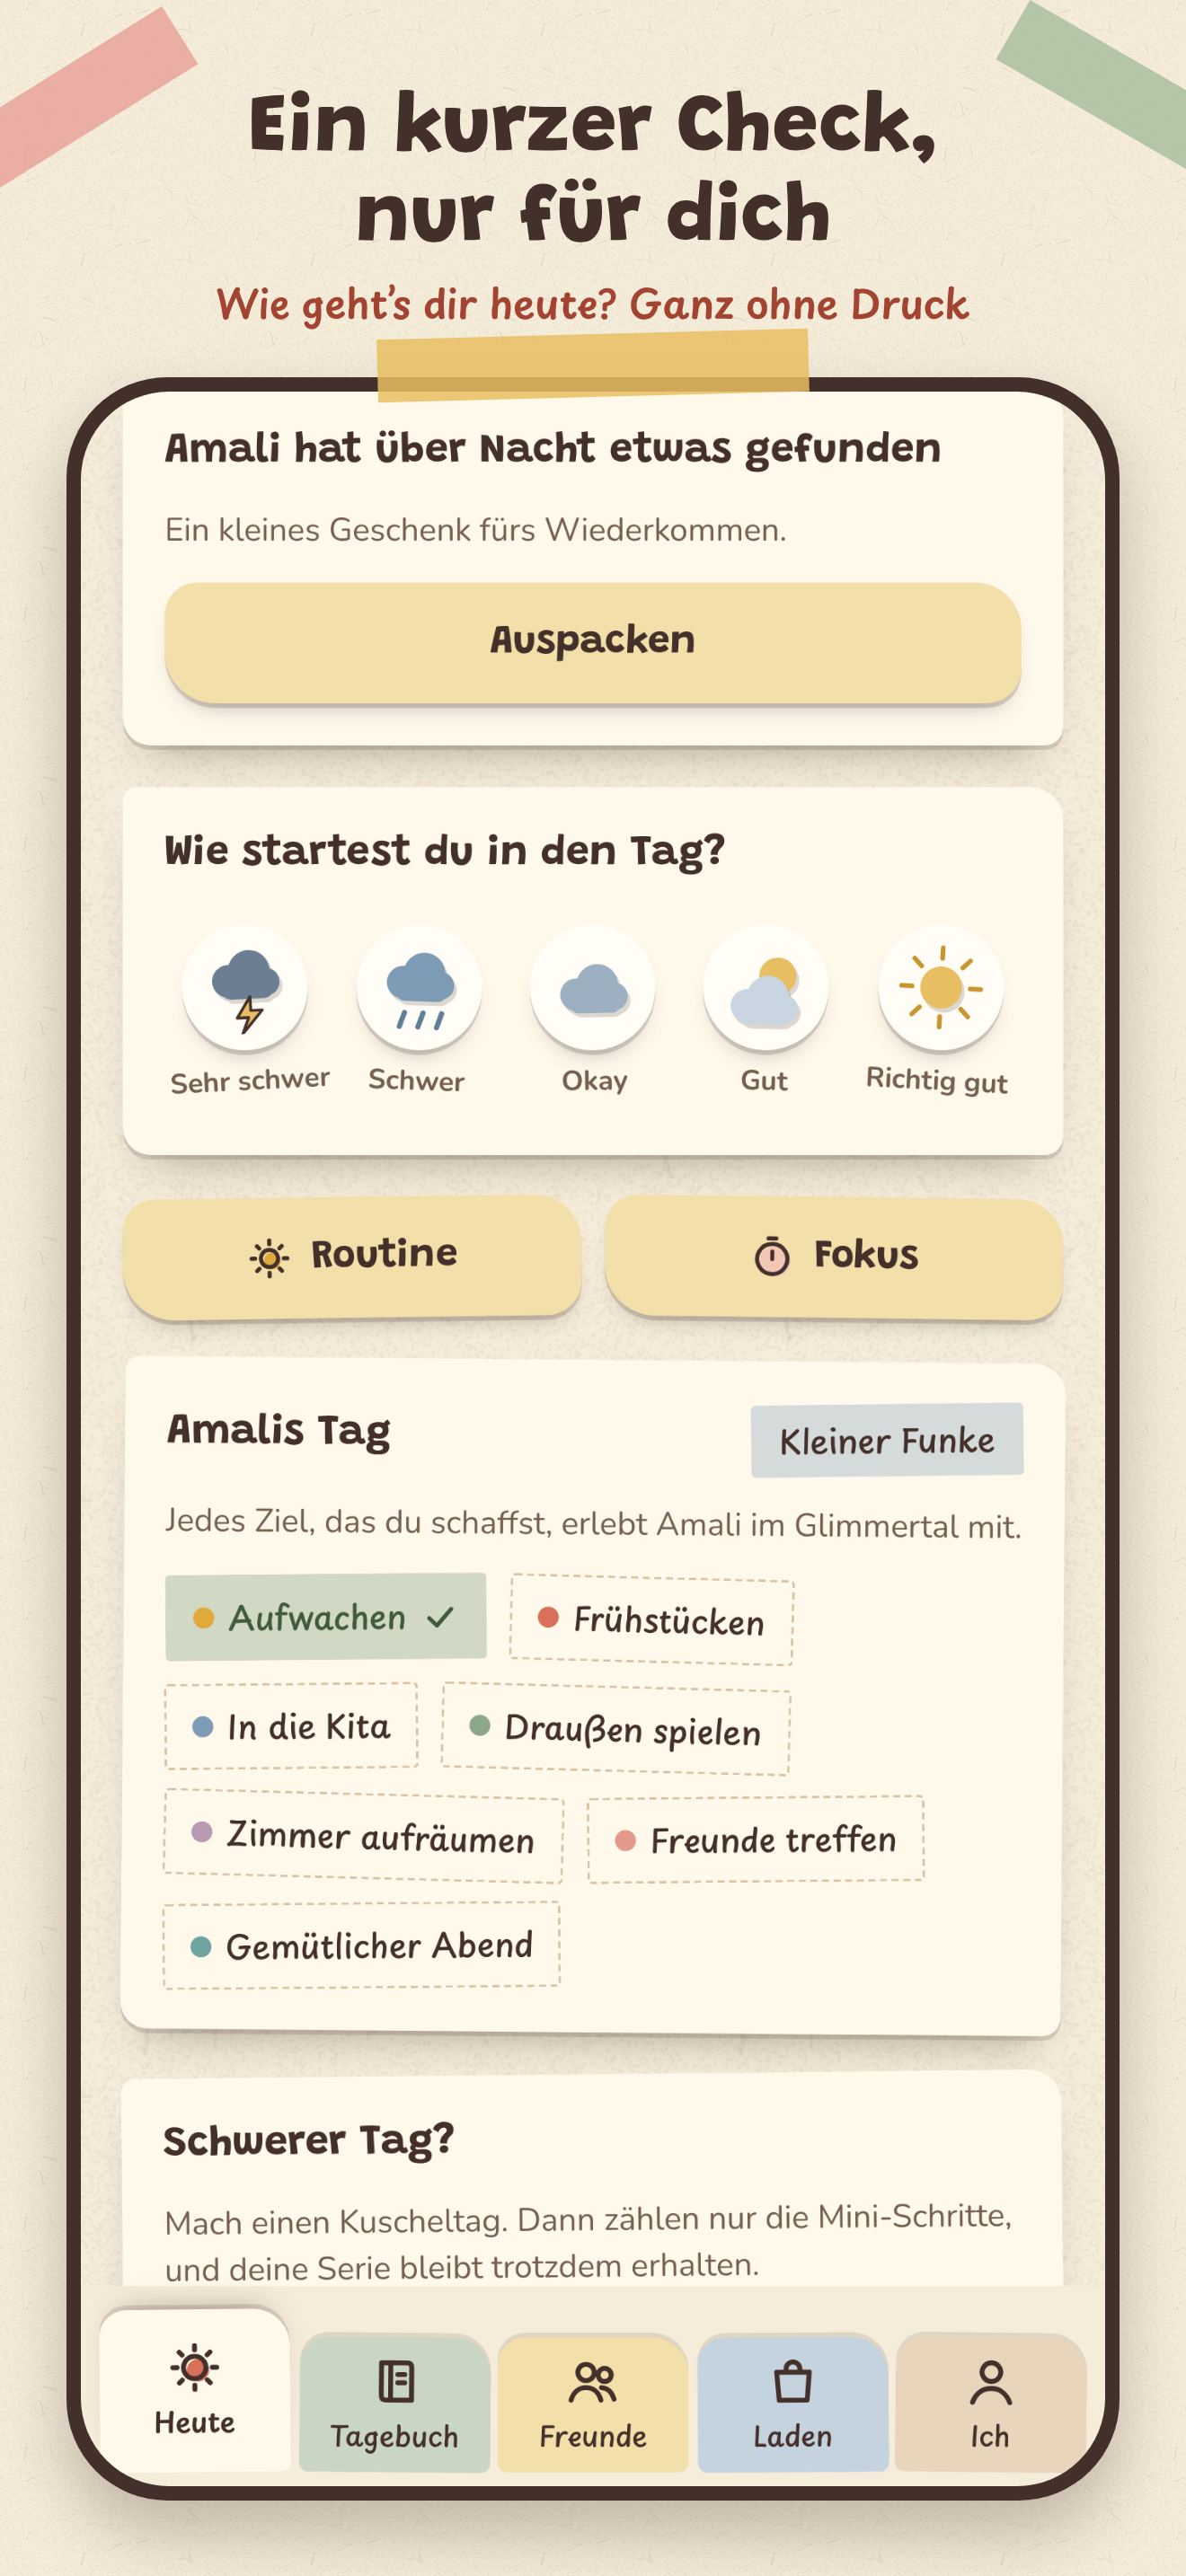 Ein kurzer Check,
nur für dich
Wie geht's dir heute? Ganz ohne Druck
Amali hat über Nacht etwas gefunden
Ein kleines Geschenk fürs Wiederkommen.
Auspacken
Wie startest du in den Tag?
Sehr schwer Schwer Okay Gut Richtig gut
Routine Fokus
Amalis Tag Kleiner Funke
Jedes Ziel, das du schaffst, erlebt Amali im Glimmertal mit.
Aufwachen Frühstücken
In die Kita Draußen spielen
Zimmer aufräumen Freunde treffen
Gemütlicher Abend
Schwerer Tag?
Mach einen Kuscheltag. Dann zählen nur die Mini-Schritte,
und deine Serie bleibt trotzdem erhalten.
Heute Tagebuch Freunde Laden Ich